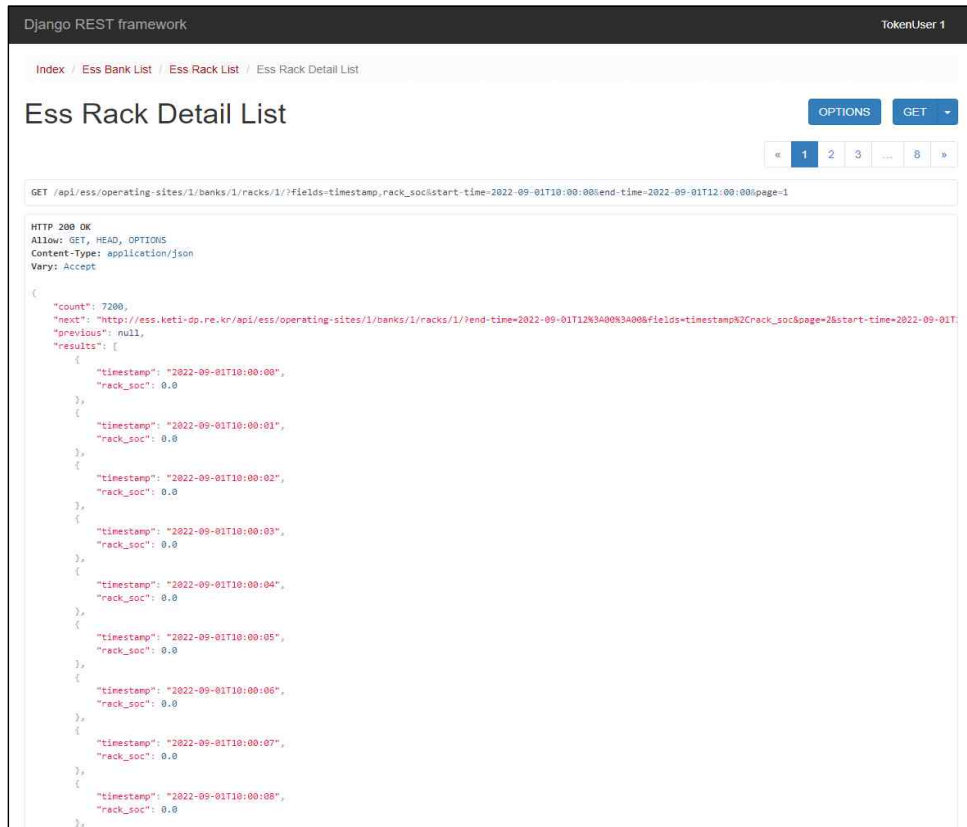 Django REST framework
TokenUser 1
Index / Ess Bank List / Ess Rack List / Ess Rack Detail List
Ess Rack Detail List
OPTIONS
GET
« 1 2 3 … 8 »
GET /api/ess/operating-sites/1/banks/1/racks/1/?fields=timestamp,rack_soc&start-time=2022-09-01T10:00:00&end-time=2022-09-01T12:00:00&page=1
HTTP 200 OK
Allow: GET, HEAD, OPTIONS
Content-Type: application/json
Vary: Accept
{
"count": 7200,
"next": "http://ess.keti-dp.re.kr/api/ess/operating-sites/1/banks/1/racks/1/?end-time=2022-09-01T12%3A00%3A00&fields=timestamp%2Crack_soc&page=2&start-time=2022-09-01T
"previous": null,
"results": [
{
"timestamp": "2022-09-01T10:00:00",
"rack_soc": 0.0
},
{
"timestamp": "2022-09-01T10:00:01",
"rack_soc": 0.0
},
{
"timestamp": "2022-09-01T10:00:02",
"rack_soc": 0.0
},
{
"timestamp": "2022-09-01T10:00:03",
"rack_soc": 0.0
},
{
"timestamp": "2022-09-01T10:00:04",
"rack_soc": 0.0
},
{
"timestamp": "2022-09-01T10:00:05",
"rack_soc": 0.0
},
{
"timestamp": "2022-09-01T10:00:06",
"rack_soc": 0.0
},
{
"timestamp": "2022-09-01T10:00:07",
"rack_soc": 0.0
},
{
"timestamp": "2022-09-01T10:00:08",
"rack_soc": 0.0
},